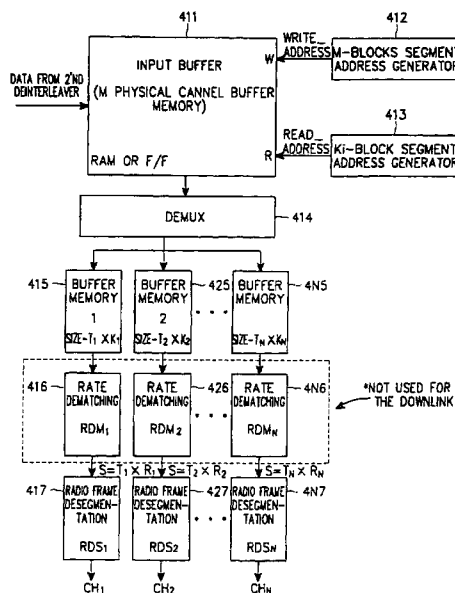 411
412
INPUT BUFFER
(M PHYSICAL CANNEL BUFFER
MEMORY)
RAM OR F/F
W
R
DATA FROM 2'ND
DEINTERLEAVER
WRITE_
ADDRESS
M-BLOCKS SEGMENT
ADDRESS GENERATOR
413
READ_
ADDRESS
Ki-BLOCK SEGMENT
ADDRESS GENERATOR
DEMUX
414
415
BUFFER
MEMORY
1
SIZE-T1 XK1
425
BUFFER
MEMORY
2
SIZE-T2 XK2
4N5
BUFFER
MEMORY
SIZE-TN XKN
416
RATE
DEMATCHING
RDM1
426
RATE
DEMATCHING
RDM2
4N6
RATE
DEMATCHING
RDMN
*NOT USED FOR
THE DOWNLINK
S=T1 × R1
S=T2 × R2
S=TN × RN
417
RADIO FRAME
DESEGMEN-
TATION
RDS1
427
RADIO FRAME
DESEGMEN-
TATION
RDS2
4N7
RADIO FRAME
DESEGMEN-
TATION
RDSN
CH1
CH2
CHN